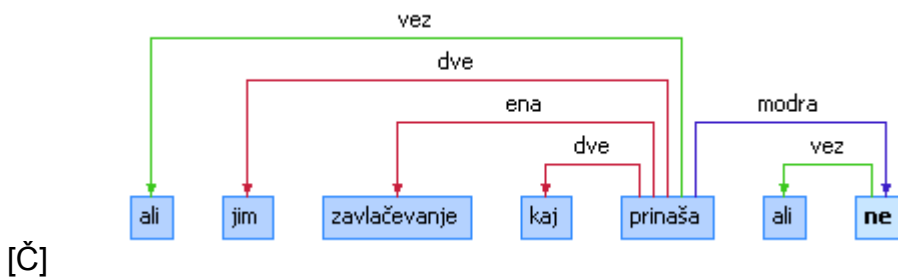 vez
dve
ena modra
dve vez
ali jim zavlačevanje kaj prinaša ali ne
[Č]